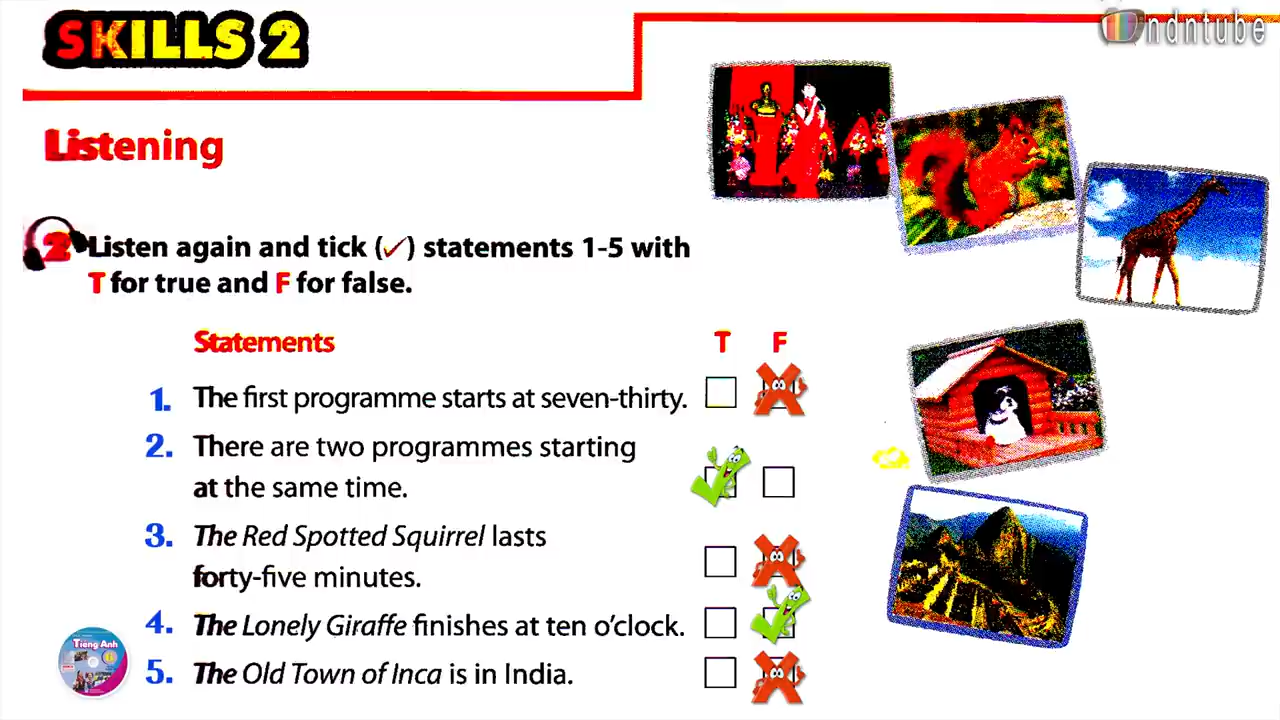 SKILLS 2
ndntube
Listening
2 Listen again and tick (✓) statements 1-5 with
T for true and F for false.
Statements T F
1. The first programme starts at seven-thirty.
2. There are two programmes starting
at the same time.
3. The Red Spotted Squirrel lasts
forty-five minutes.
4. The Lonely Giraffe finishes at ten o’clock.
5. The Old Town of Inca is in India.
Tiếng Anh